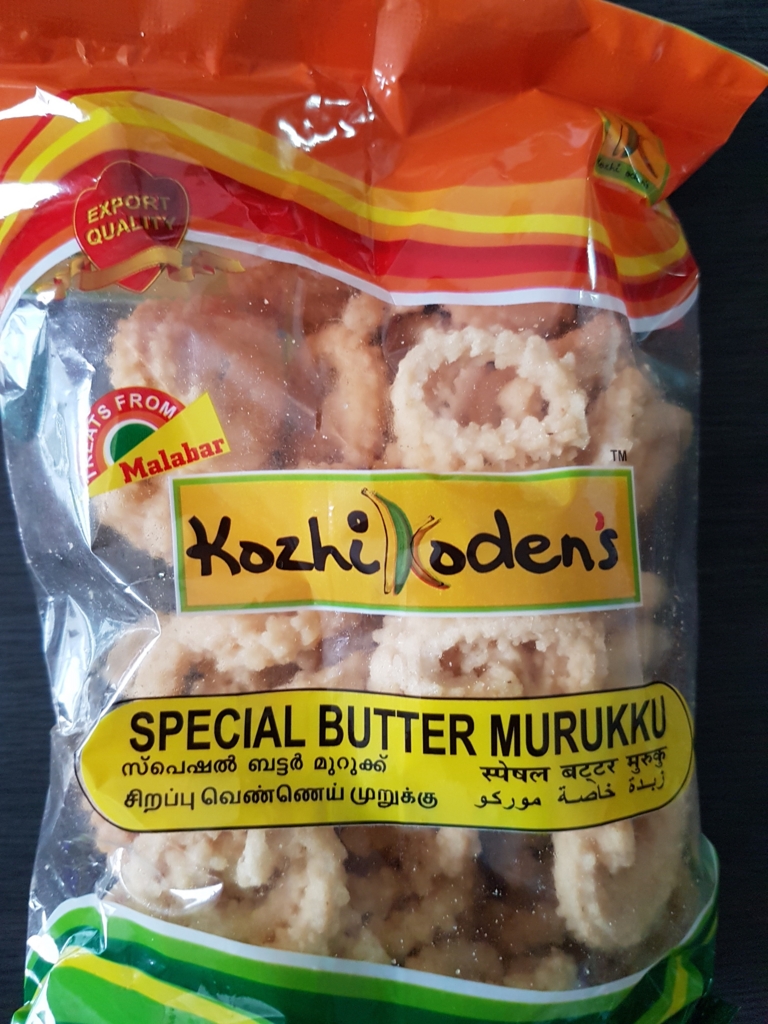 EXPORT
QUALITY
Kozhi
TREATS FROM
Malabar
TM
Kozhikoden's
SPECIAL BUTTER MURUKKU
സ്പെഷൽ ബട്ടർ മുറുക്ക്
स्पेषल बट्टर मुरुकु
சிறப்பு வெண்ணெய் முறுக்கு
زبدة خاصة موركو